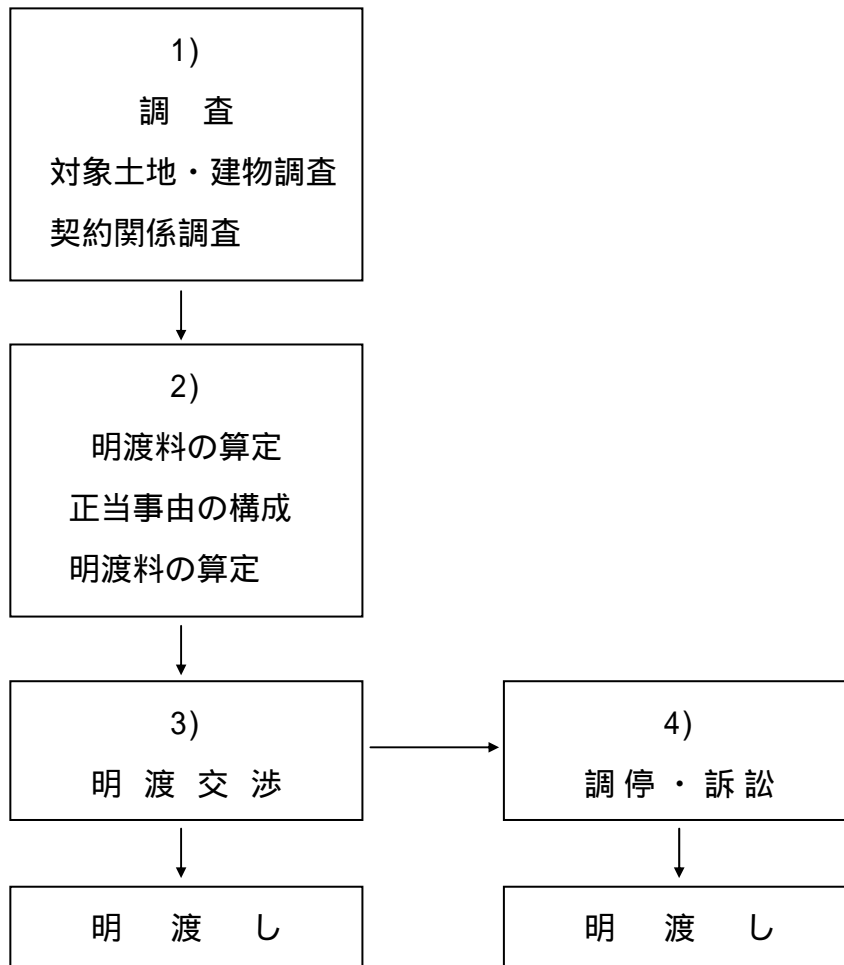 1)
調　査
対象土地・建物調査
契約関係調査
2)
明渡料の算定
正当事由の構成
明渡料の算定
3)
明 渡 交 渉
4)
調 停 ・ 訴 訟
明　渡　し
明　渡　し